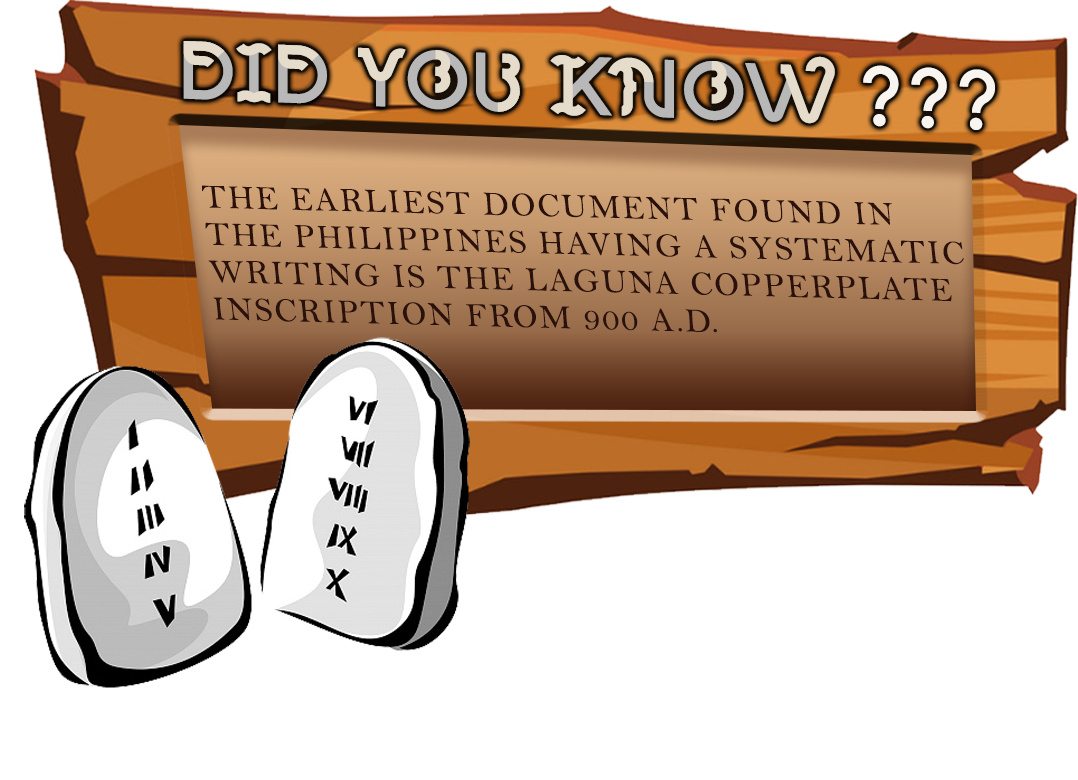 DID YOU KNOW ???
THE EARLIEST DOCUMENT FOUND IN
THE PHILIPPINES HAVING A SYSTEMATIC
WRITING IS THE LAGUNA COPPERPLATE
INSCRIPTION FROM 900 A.D.
I
II
III
IV
V
VI
VII
VIII
IX
X